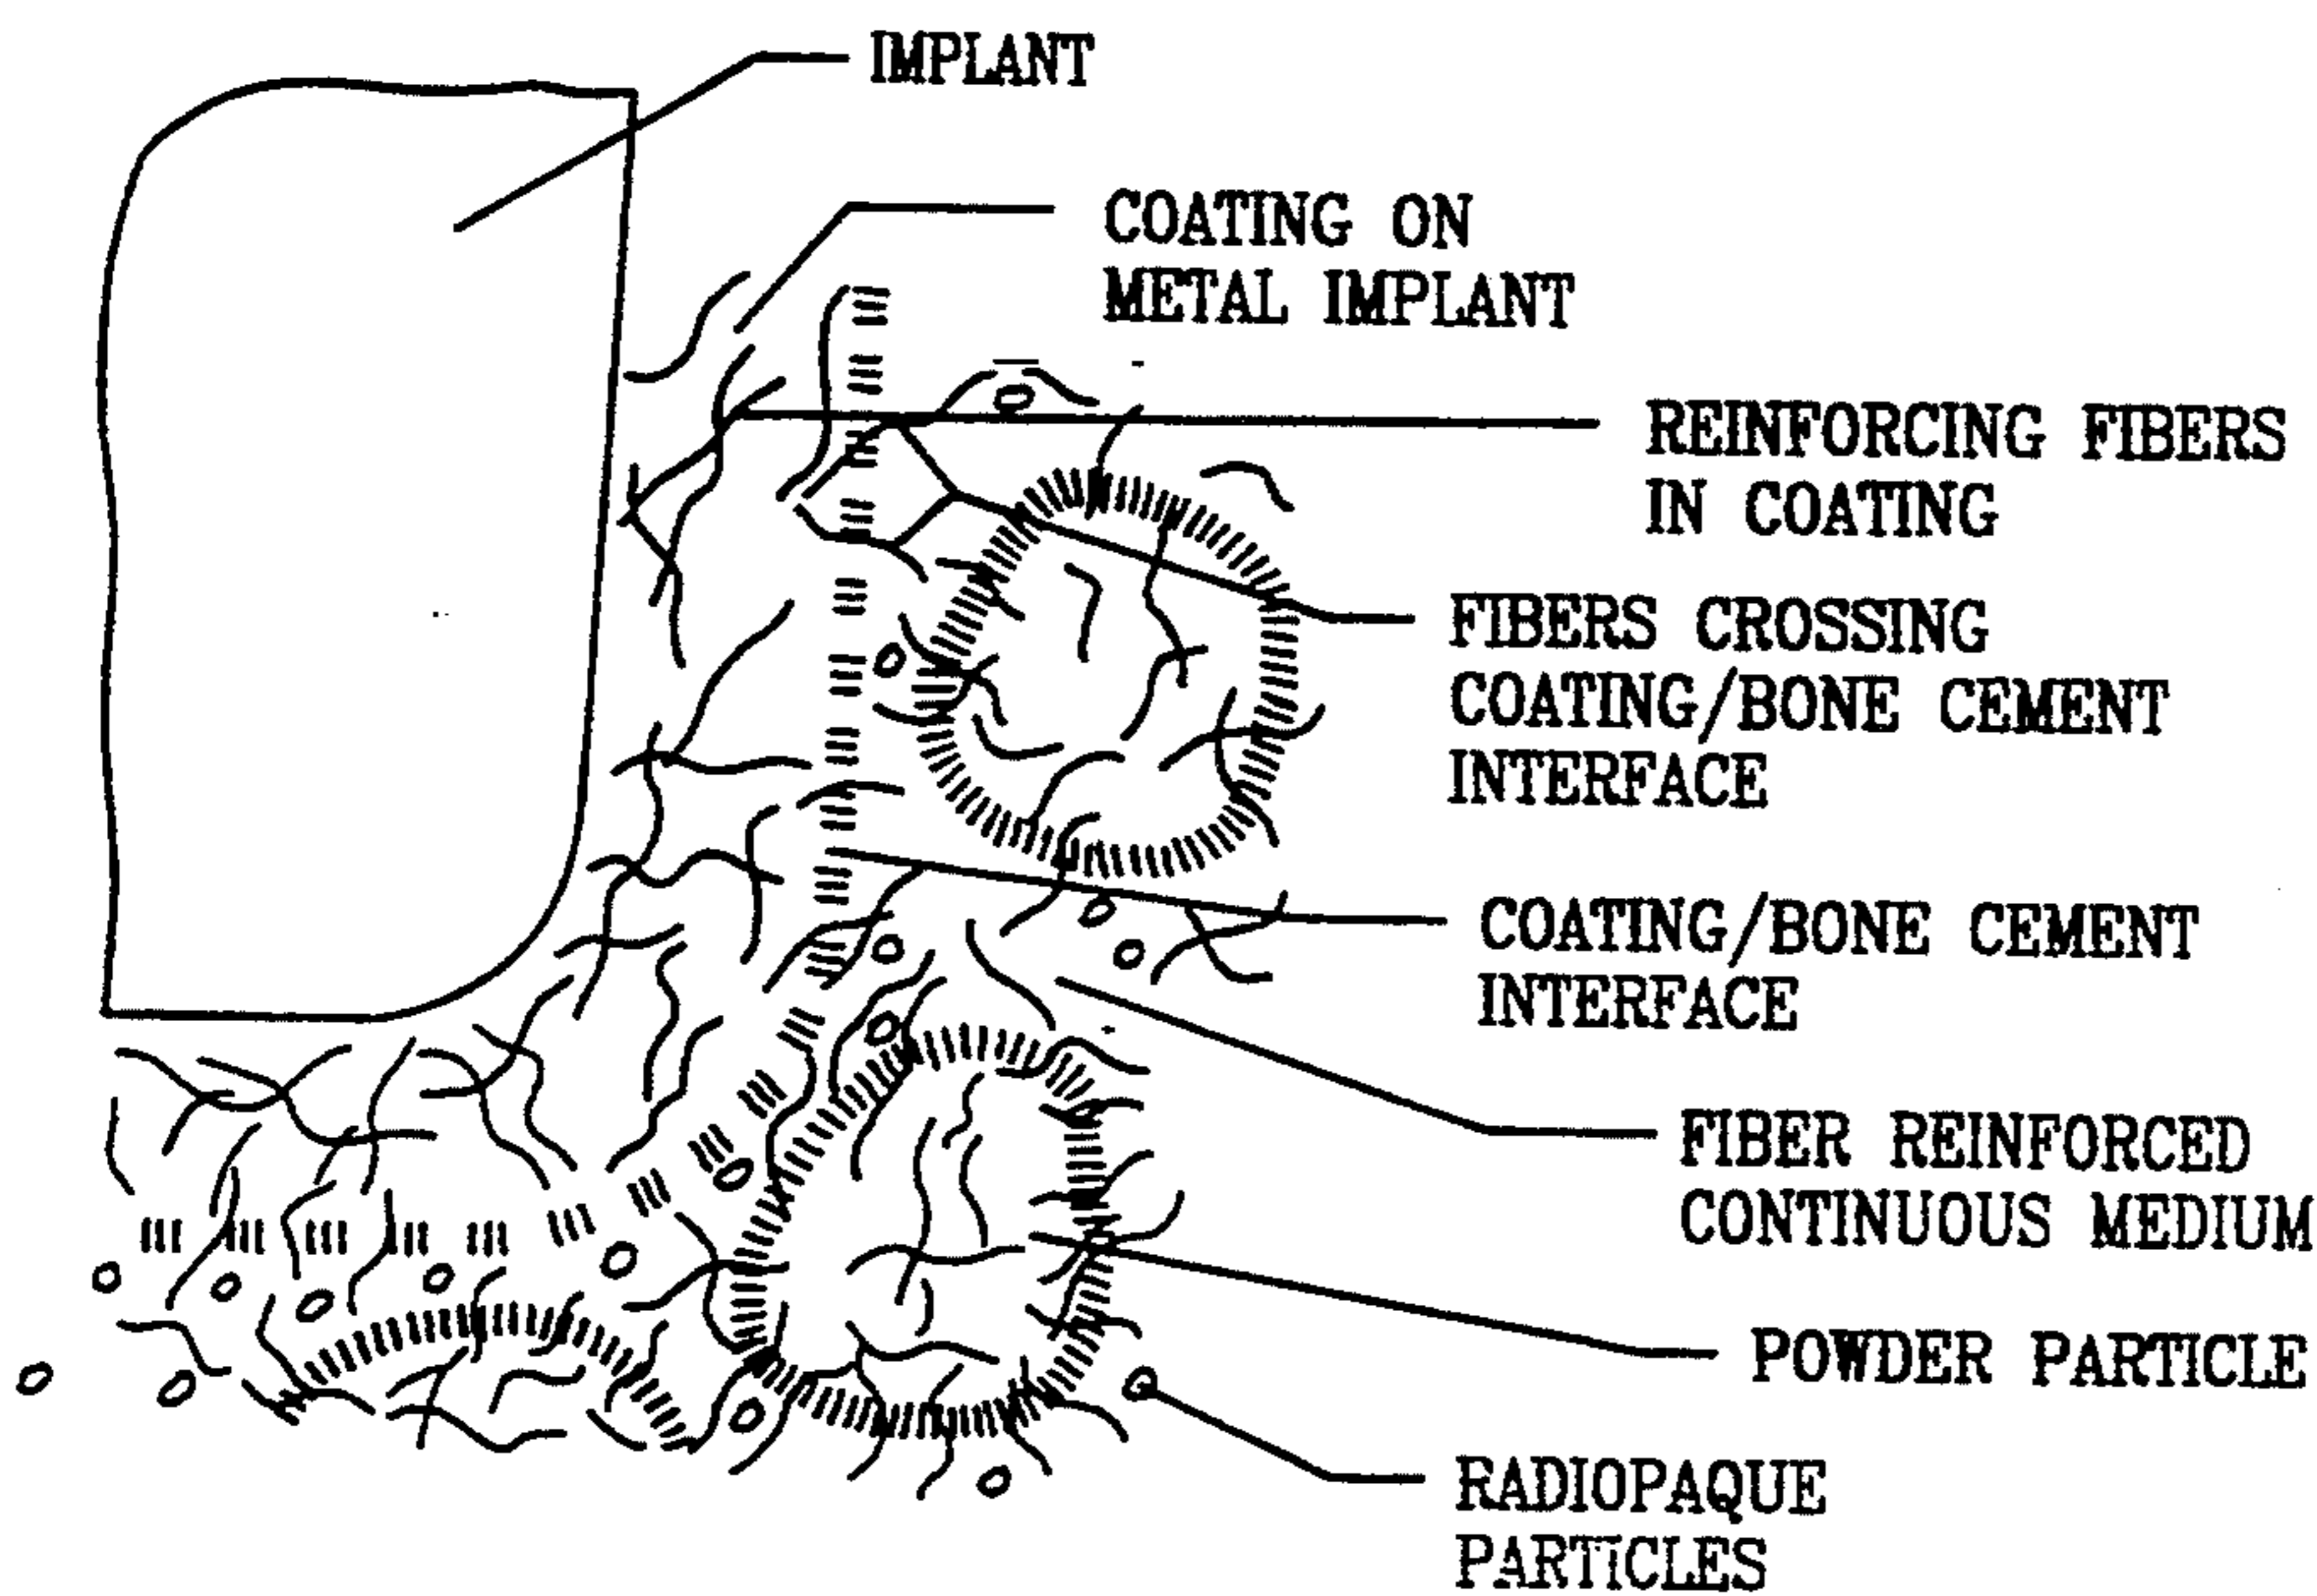 IMPLANT
COATING ON
METAL IMPLANT
REINFORCING FIBERS
IN COATING
FIBERS CROSSING
COATING/BONE CEMENT
INTERFACE
COATING/BONE CEMENT
INTERFACE
FIBER REINFORCED
CONTINUOUS MEDIUM
POWDER PARTICLE
RADIOPAQUE
PARTICLES